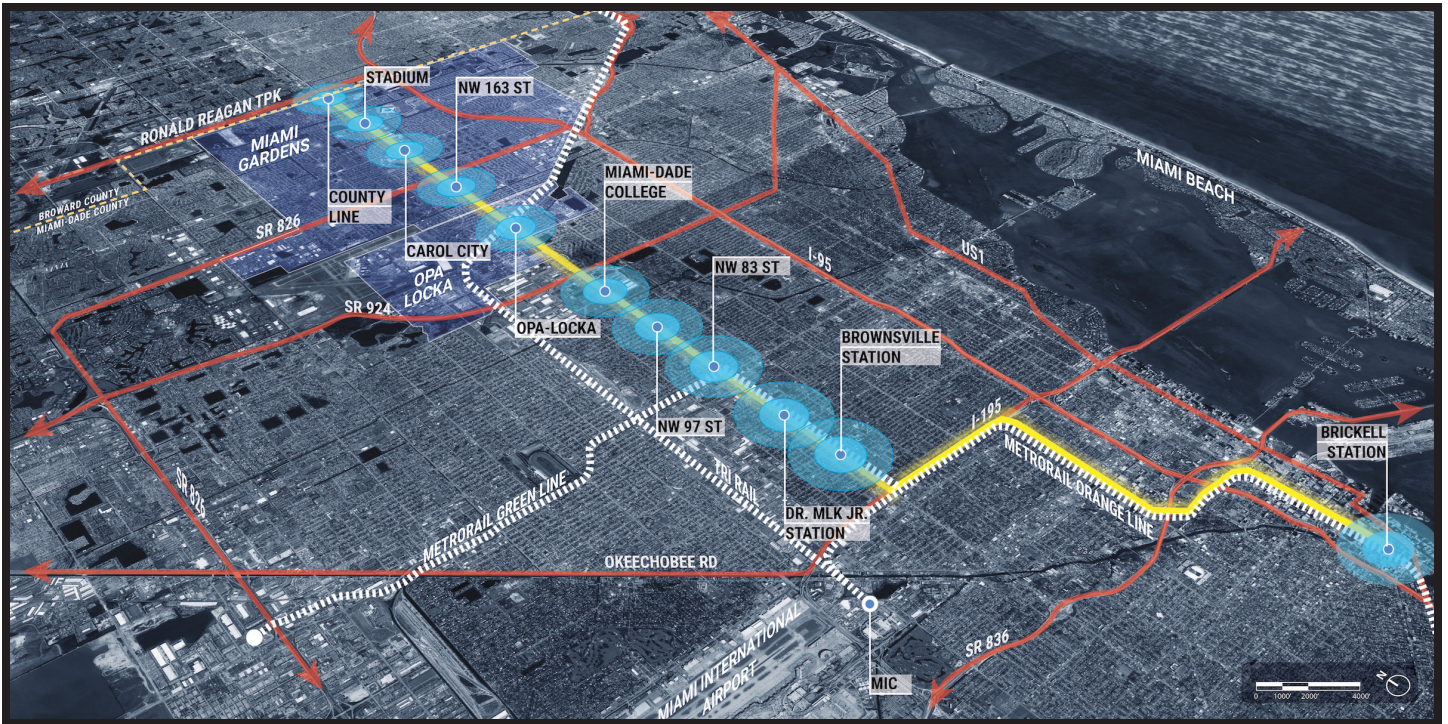 STADIUM
NW 163 ST
RONALD REAGAN TPK
MIAMI
GARDENS
MIAMI BEACH
MIAMI-DADE
COLLEGE
BROWARD COUNTY
MIAMI-DADE COUNTY
COUNTY
LINE
SR 826
CAROL CITY
I-95
US1
NW 83 ST
OPA
LOCKA
SR 924
OPA-LOCKA
BROWNSVILLE
STATION
NW 97 ST
I-195
BRICKELL
STATION
METRORAIL ORANGE LINE
TRI RAIL
SR 826
METRORAIL GREEN LINE
DR. MLK JR.
STATION
OKEECHOBEE RD
MIAMI INTERNATIONAL
AIRPORT
SR 836
MIC
N
0 1000' 2000' 4000'